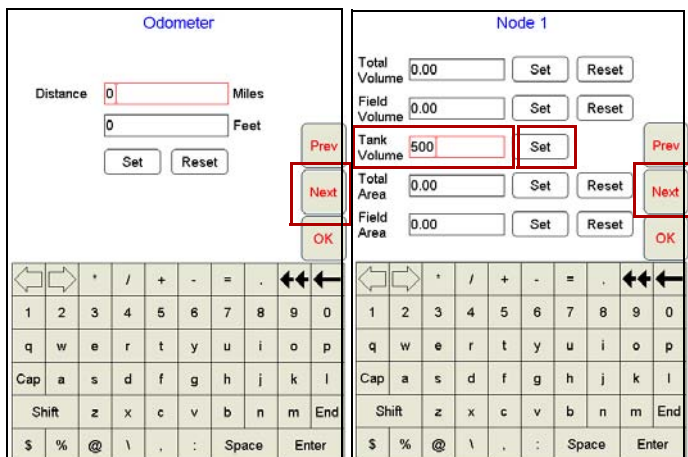 Odometer
Distance 0 Miles
0 Feet
Set Reset
Prev
Next
OK
* / + - = .
1 2 3 4 5 6 7 8 9 0
q w e r t y u i o p
Cap a s d f g h j k l
Shift z x c v b n m End
$ % @ \ , : Space Enter
Node 1
Total Volume 0.00 Set Reset
Field Volume 0.00 Set Reset
Tank Volume 500 Set
Total Area 0.00 Set Reset
Field Area 0.00 Set Reset
Prev
Next
OK
* / + - = .
1 2 3 4 5 6 7 8 9 0
q w e r t y u i o p
Cap a s d f g h j k l
Shift z x c v b n m End
$ % @ \ , : Space Enter